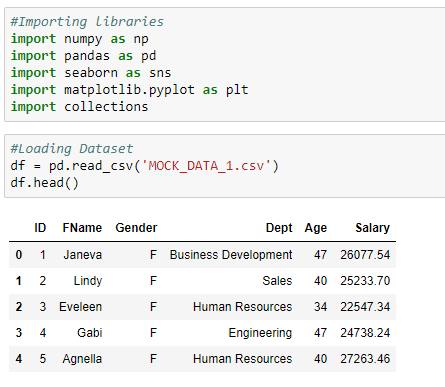 #Importing libraries
import numpy as np
import pandas as pd
import seaborn as sns
import matplotlib.pyplot as plt
import collections
#Loading Dataset
df = pd.read_csv('MOCK_DATA_1.csv')
df.head()
ID FName Gender Dept Age Salary
0 1 Janeva F Business Development 47 26077.54
1 2 Lindy F Sales 40 25233.70
2 3 Eveleen F Human Resources 34 22547.34
3 4 Gabi F Engineering 47 24738.24
4 5 Agnella F Human Resources 40 27263.46